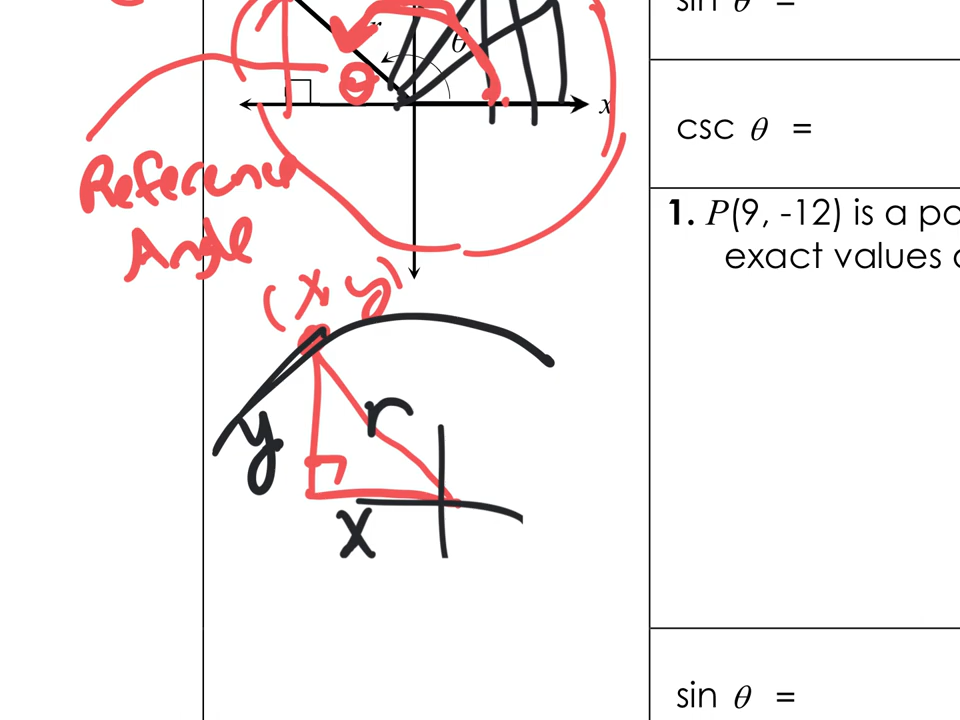 sin θ =
r
θ
θ
x
csc θ =
Reference
Angle
1. P(9, -12) is a po
exact values
(x, y)
y
r
x
sin θ =